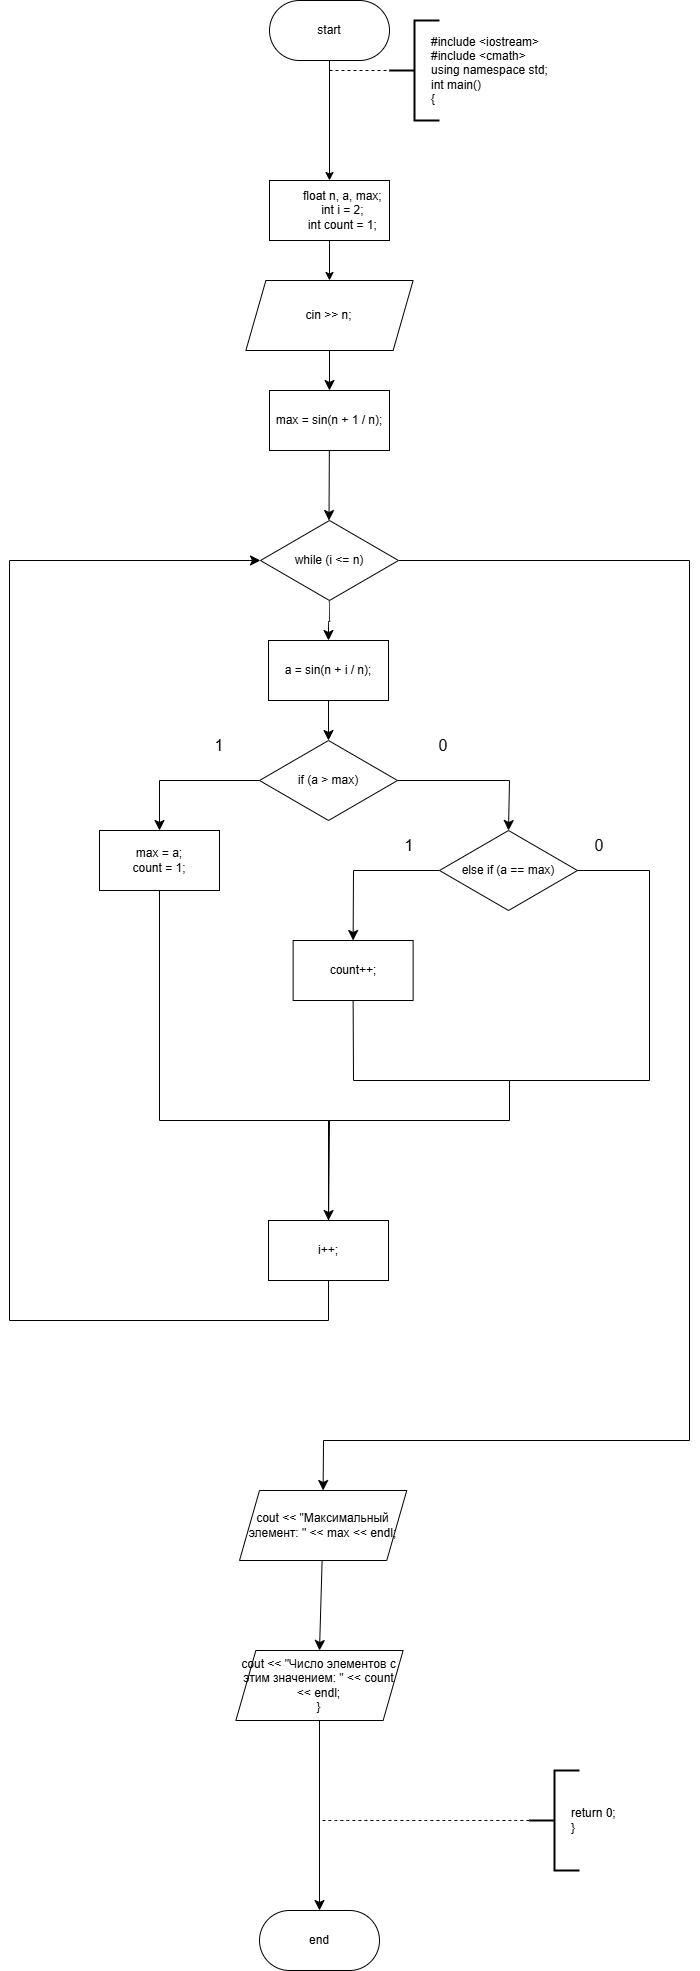 start
#include <iostream>
#include <cmath>
using namespace std;
int main()
{
float n, a, max;
int i = 2;
int count = 1;
cin >> n;
max = sin(n + 1 / n);
while (i <= n)
a = sin(n + i / n);
1
0
if (a > max)
max = a;
count = 1;
1
0
else if (a == max)
count++;
i++;
cout << "Максимальный
элемент: " << max << endl;
cout << "Число элементов с
этим значением: " << count
<< endl;
}
return 0;
}
end